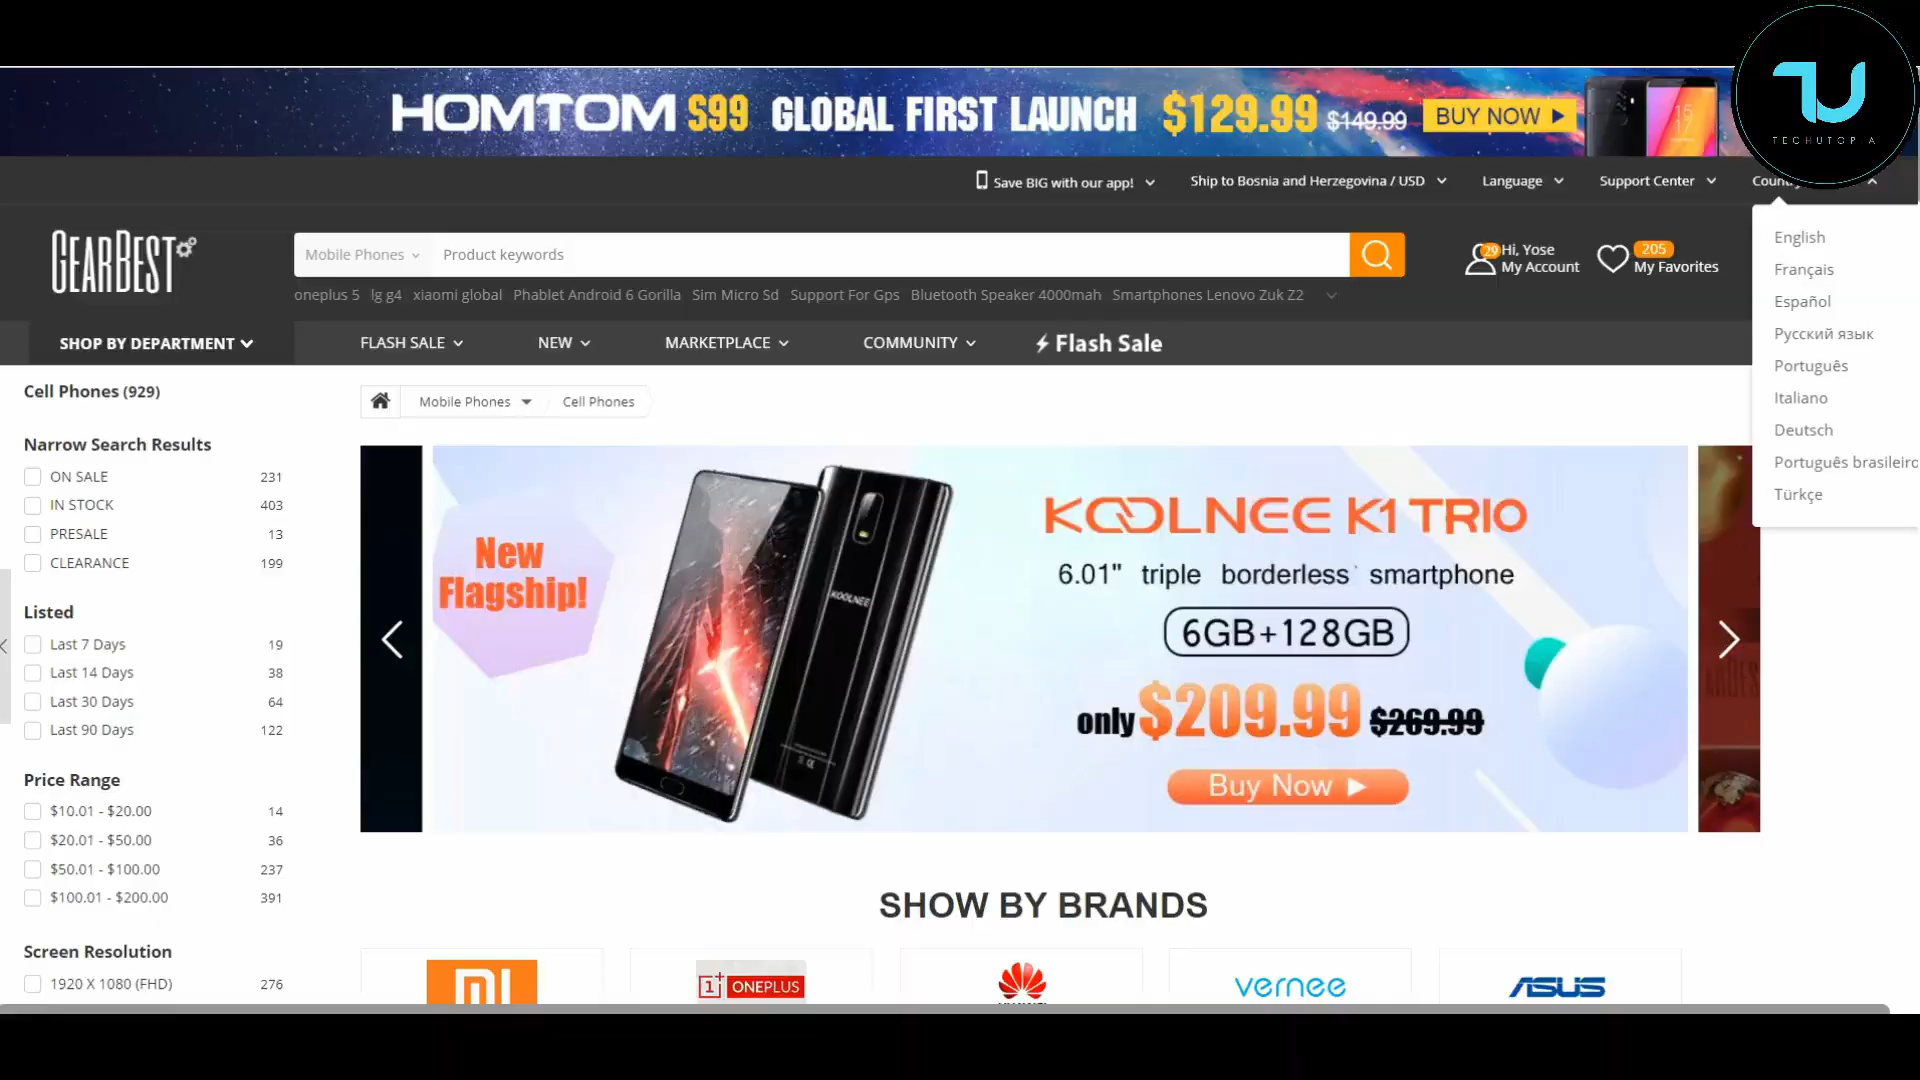 HOMTOM S99 GLOBAL FIRST LAUNCH $129.99 $149.99 BUY NOW
15
17
TECHUTOPIA
Save BIG with our app!
Ship to Bosnia and Herzegovina / USD
Language
Support Center
GEARBEST
Mobile Phones
Product keywords
29
Hi, Yose
My Account
205
My Favorites
oneplus 5 lg g4 xiaomi global Phablet Android 6 Gorilla Sim Micro Sd Support For Gps Bluetooth Speaker 4000mah Smartphones Lenovo Zuk Z2
English
Français
Español
Русский язык
Português
Italiano
Deutsch
Português brasileiro
Türkçe
SHOP BY DEPARTMENT
FLASH SALE
NEW
MARKETPLACE
COMMUNITY
Flash Sale
Cell Phones (929)
Mobile Phones
Cell Phones
Narrow Search Results
ON SALE 231
IN STOCK 403
PRESALE 13
CLEARANCE 199
Listed
Last 7 Days 19
Last 14 Days 38
Last 30 Days 64
Last 90 Days 122
Price Range
$10.01 - $20.00 14
$20.01 - $50.00 36
$50.01 - $100.00 237
$100.01 - $200.00 391
Screen Resolution
1920 X 1080 (FHD) 276
New
Flagship!
KOOLNEE
KOOLNEE K1 TRIO
6.01" triple borderless smartphone
6GB+128GB
only $209.99 $269.99
Buy Now
SHOW BY BRANDS
MI
1+ ONEPLUS
vernee
ASUS